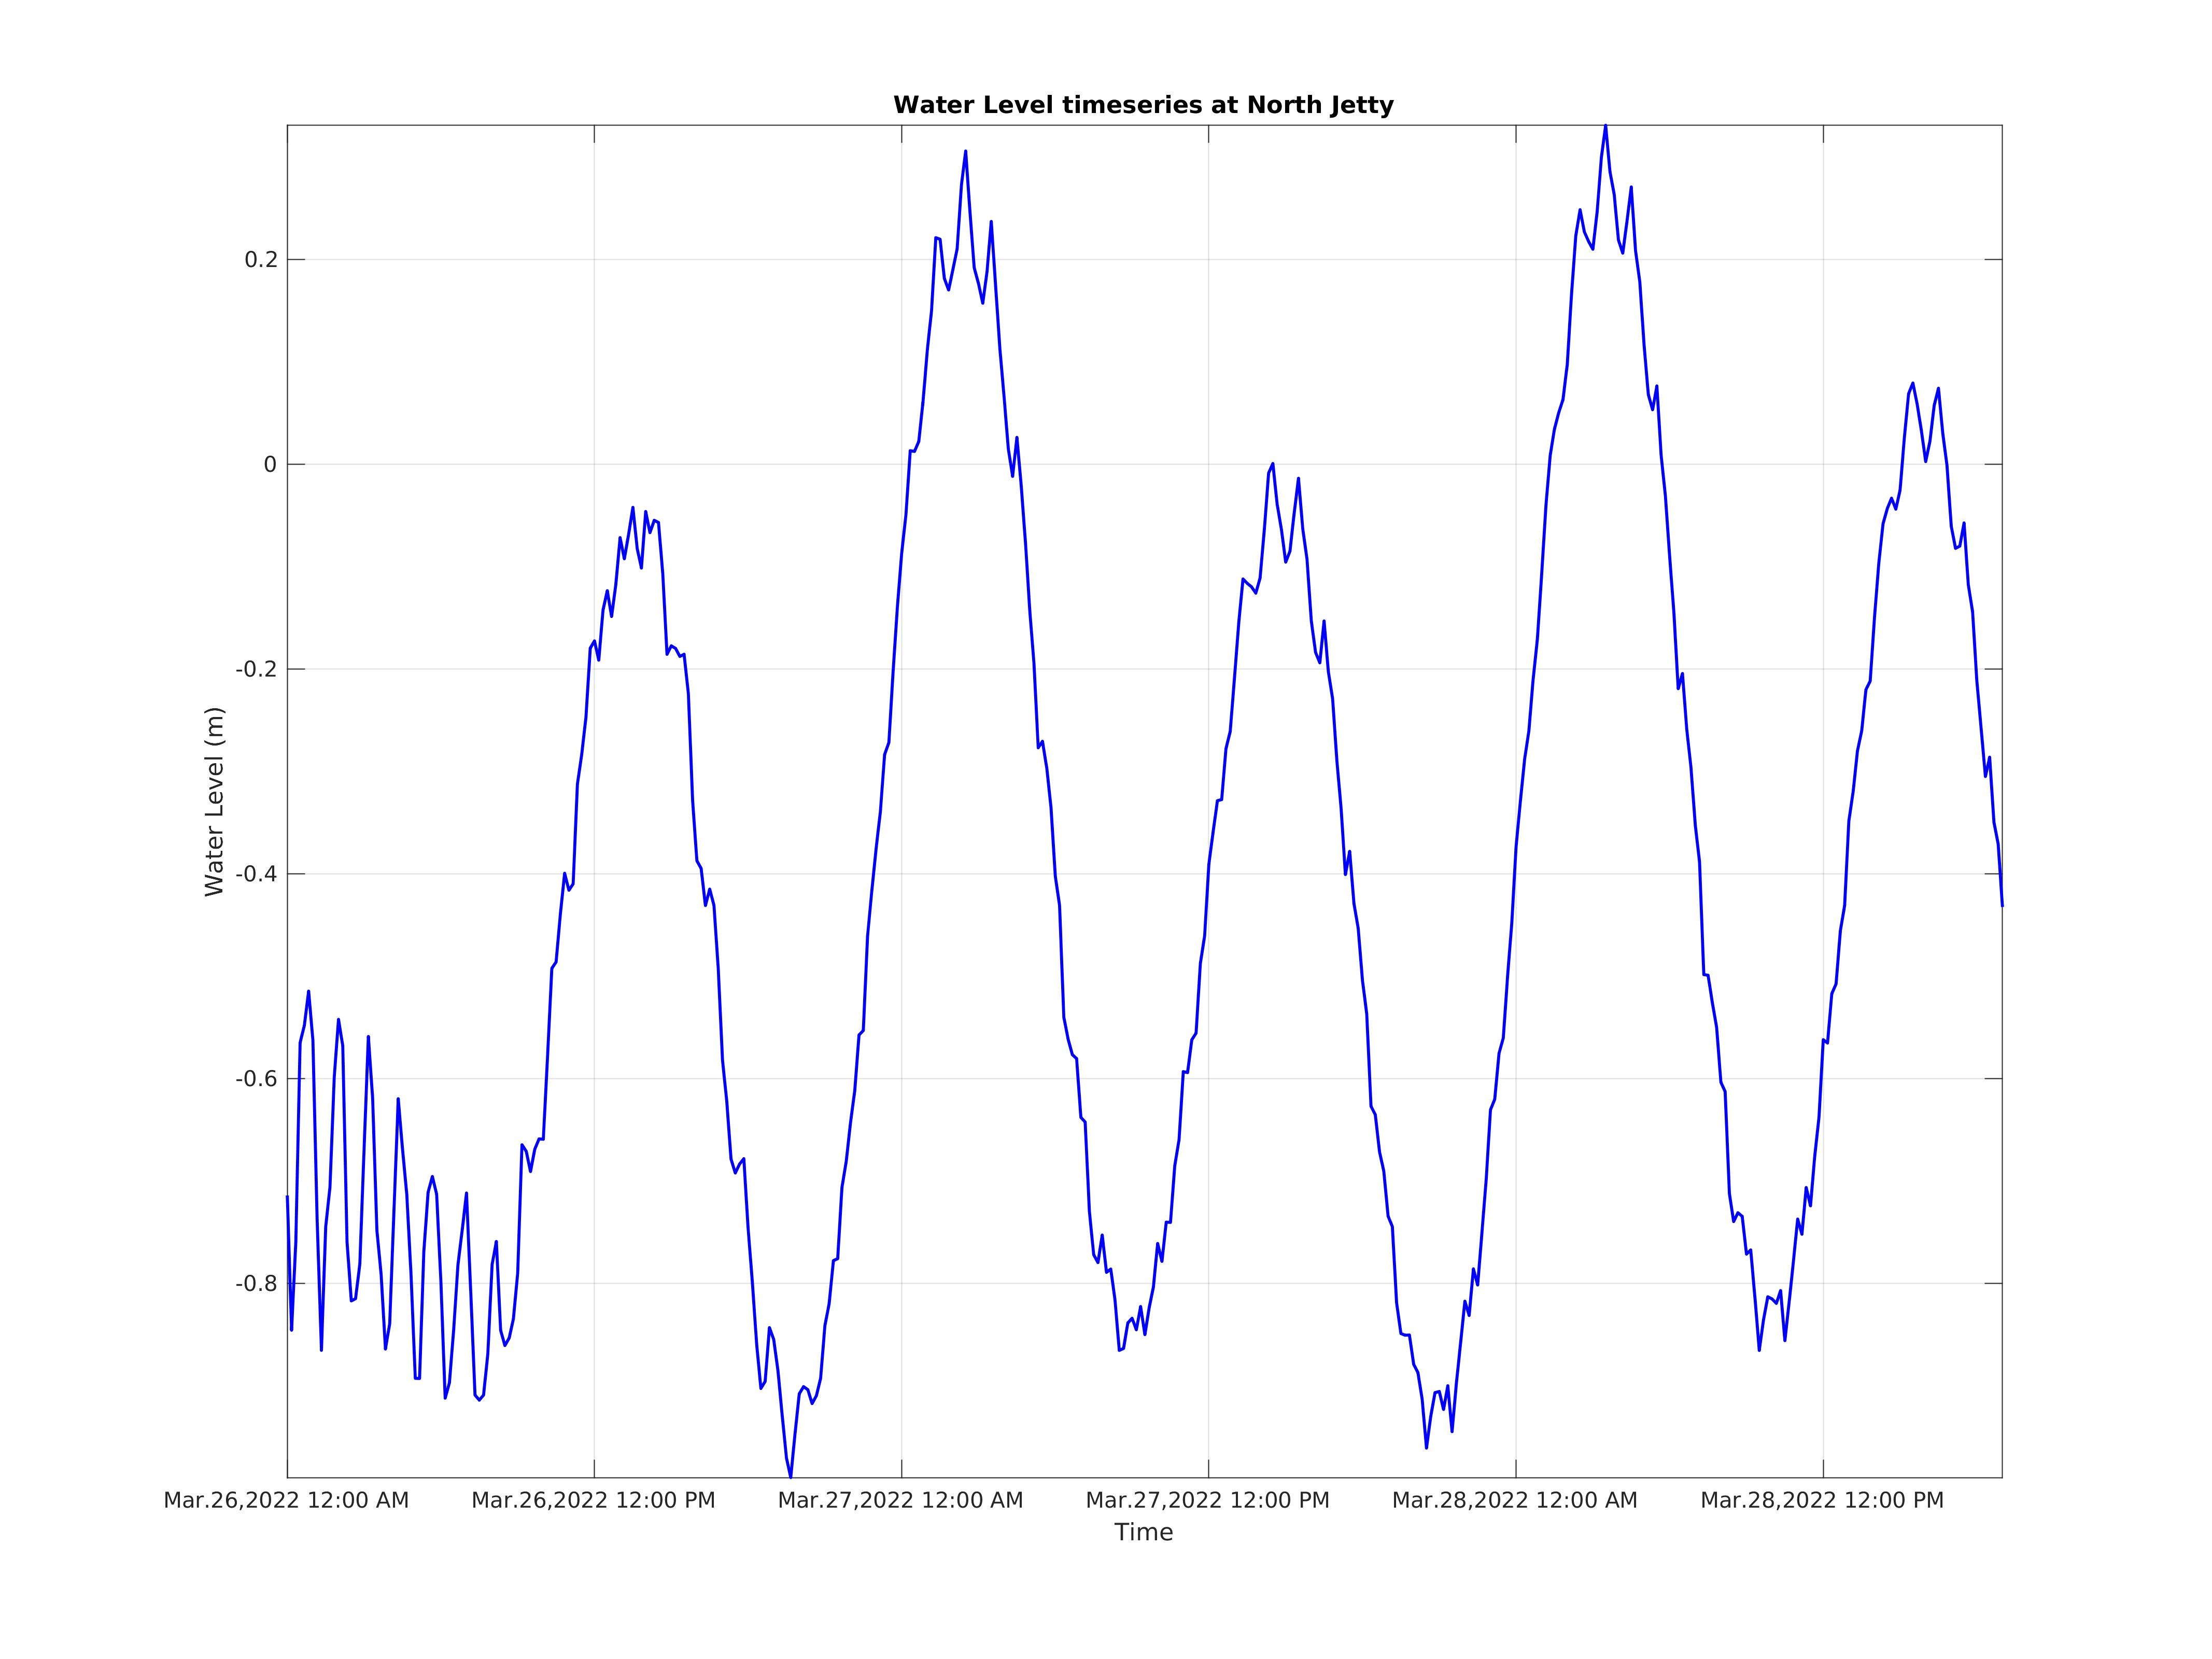 Water Level timeseries at North Jetty
0.2
0
-0.2
-0.4
-0.6
-0.8
Water Level (m)
Mar.26,2022 12:00 AM
Mar.26,2022 12:00 PM
Mar.27,2022 12:00 AM
Mar.27,2022 12:00 PM
Mar.28,2022 12:00 AM
Mar.28,2022 12:00 PM
Time